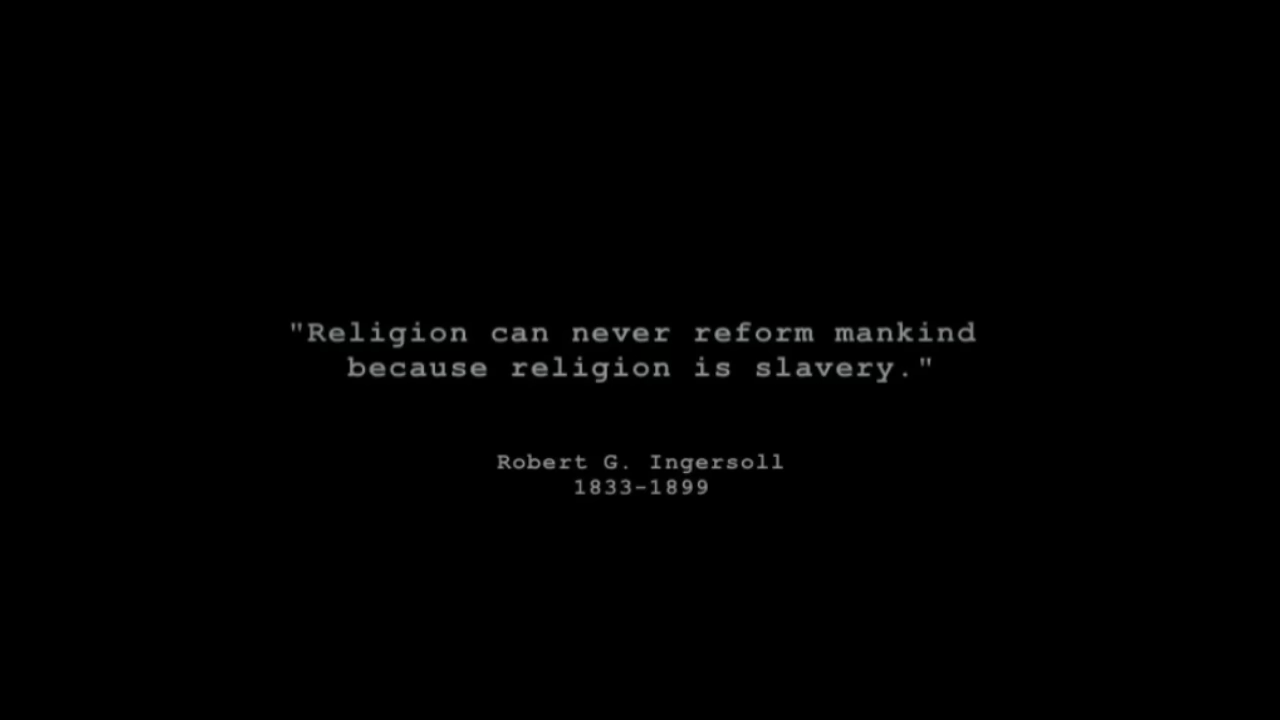 "Religion can never reform mankind
because religion is slavery."
Robert G. Ingersoll
1833-1899